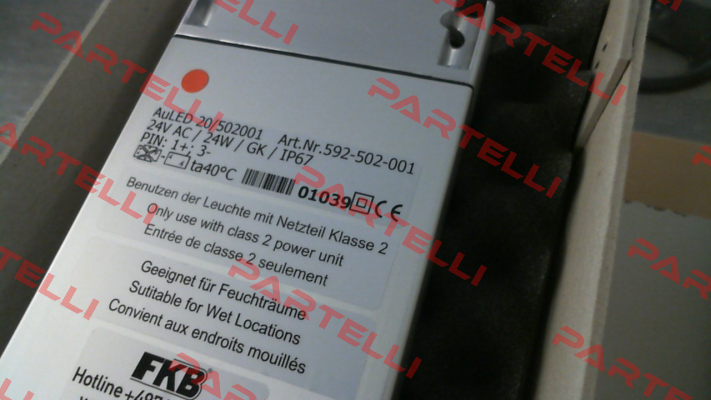 AuLED 20/502001 Art.Nr.592-502-001
24V AC / 24W / GK / IP67
PIN: 1+; 3-
ta40°C 01039 CE
Benutzen der Leuchte mit Netzteil Klasse 2
Only use with class 2 power unit
Entrée de classe 2 seulement
Geeignet für Feuchträume
Sutitable for Wet Locations
Convient aux endroits mouillés
FKB
Hotline +497
PARTELLI
PARTELLI
PARTELLI
PARTELLI
PARTELLI
PARTELLI
PARTELLI
PARTELLI